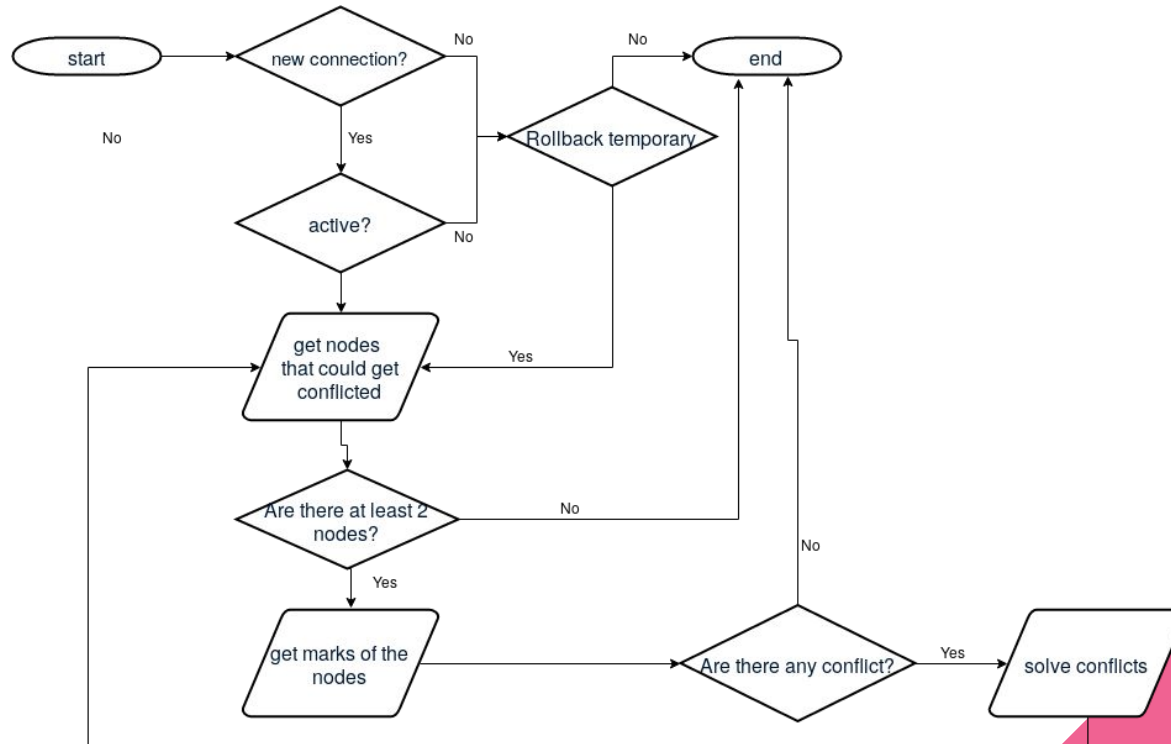 start
new connection?
No
No
end
Rollback temporary
No
Yes
active?
No
get nodes
that could get
conflicted
Yes
Are there at least 2
nodes?
No
Yes
No
get marks of the
nodes
Are there any conflict?
Yes
solve conflicts